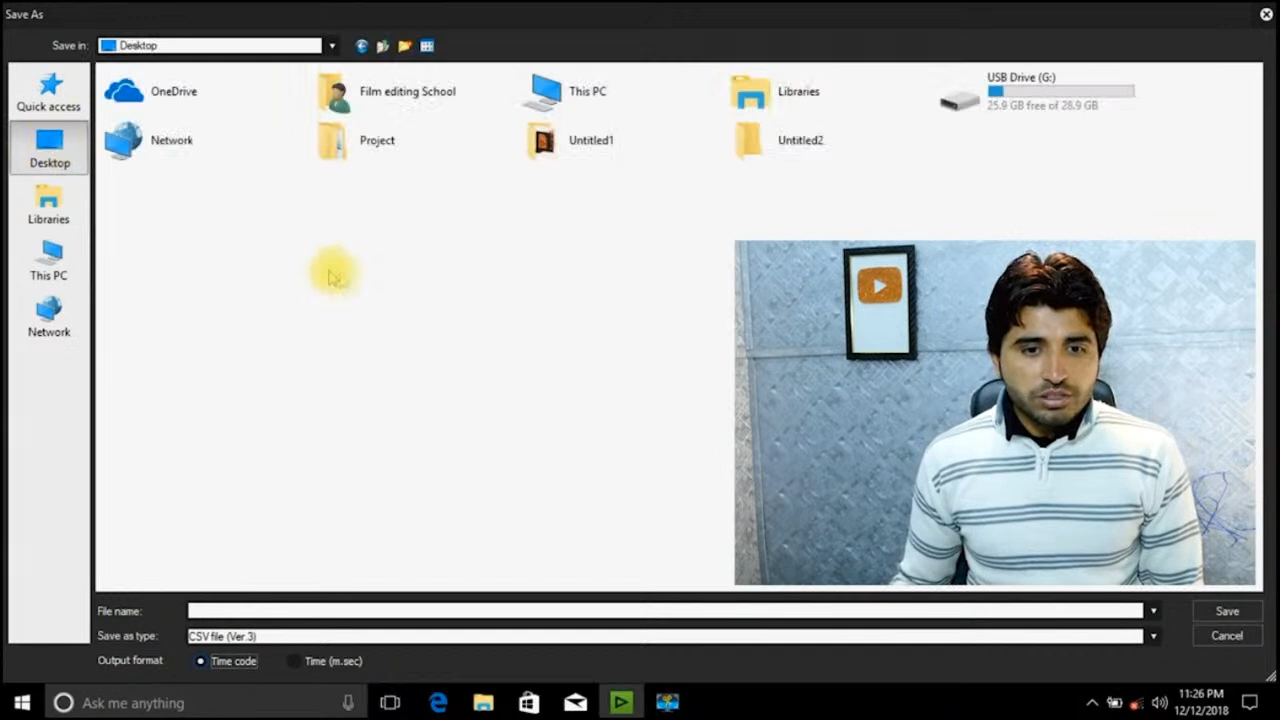 Save As
Save in: Desktop
Quick access
Desktop
Libraries
This PC
Network
OneDrive
Film editing School
This PC
Libraries
USB Drive (G:)
25.9 GB free of 28.9 GB
Network
Project
Untitled1
Untitled2
File name:
Save
Save as type: CSV file (Ver.3)
Cancel
Output format Time code Time (m.sec)
Ask me anything
11:26 PM
12/12/2018